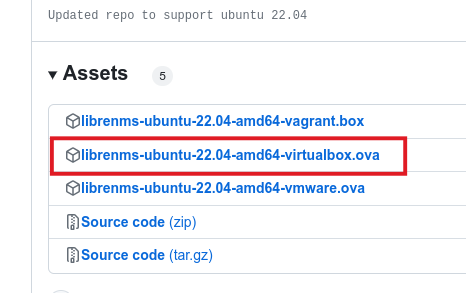 Updated repo to support ubuntu 22.04
Assets 5
librenms-ubuntu-22.04-amd64-vagrant.box
librenms-ubuntu-22.04-amd64-virtualbox.ova
librenms-ubuntu-22.04-amd64-vmware.ova
Source code (zip)
Source code (tar.gz)